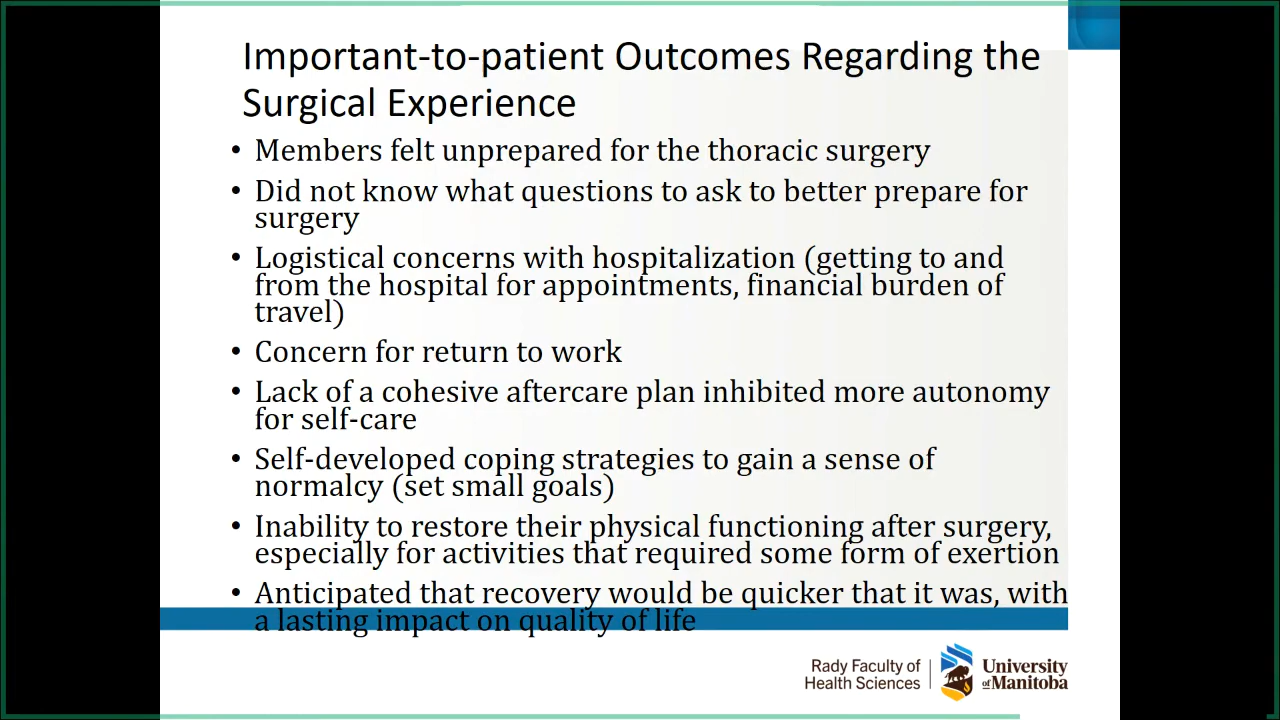 Important-to-patient Outcomes Regarding the
Surgical Experience
• Members felt unprepared for the thoracic surgery
• Did not know what questions to ask to better prepare for
surgery
• Logistical concerns with hospitalization (getting to and
from the hospital for appointments, financial burden of
travel)
• Concern for return to work
• Lack of a cohesive aftercare plan inhibited more autonomy
for self-care
• Self-developed coping strategies to gain a sense of
normalcy (set small goals)
• Inability to restore their physical functioning after surgery,
especially for activities that required some form of exertion
• Anticipated that recovery would be quicker that it was, with
a lasting impact on quality of life
Rady Faculty of
Health Sciences
University
of Manitoba